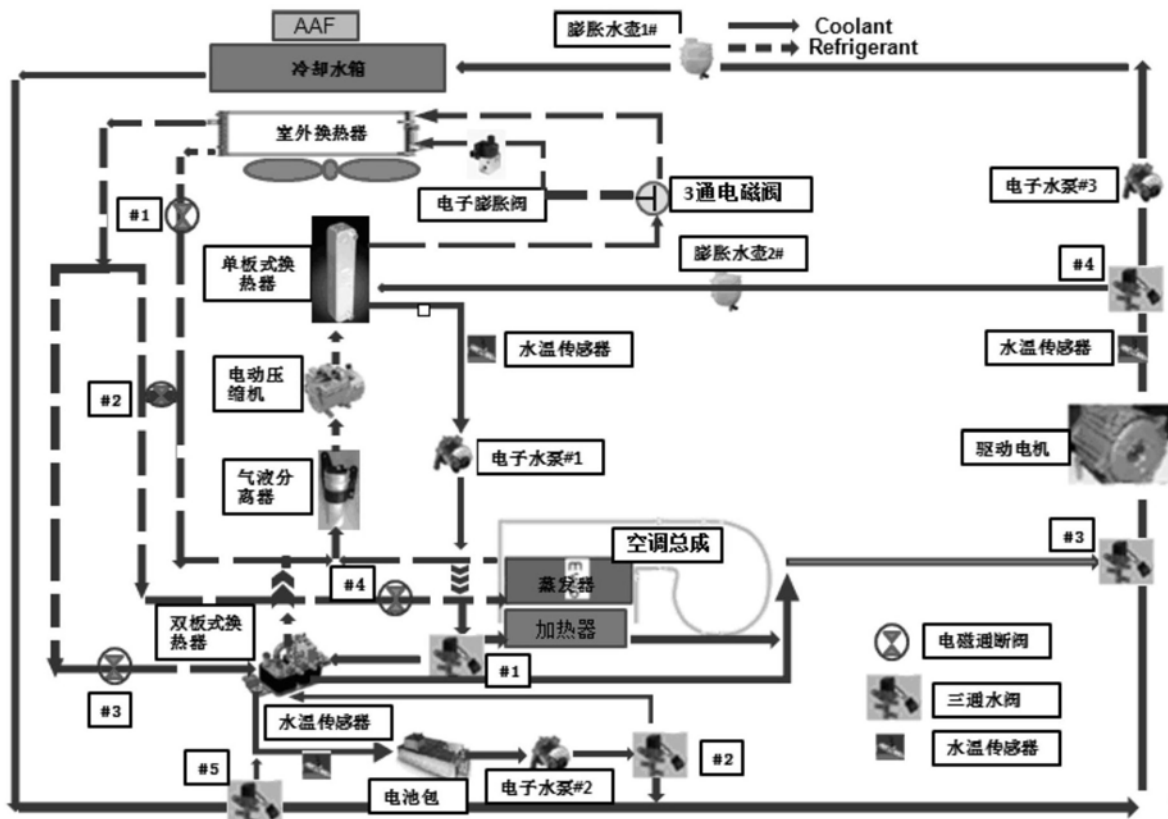 AAF
冷却水箱
膨胀水壶1#
Coolant
Refrigerant
室外换热器
电子膨胀阀
3通电磁阀
电子水泵#3
#1
单板式换
热器
膨胀水壶2#
#4
水温传感器
水温传感器
电动压
缩机
#2
电子水泵#1
驱动电机
气液分
离器
空调总成
#3
蒸发器
#4
双板式换
热器
加热器
电磁通断阀
#1
#3
三通水阀
水温传感器
#2
水温传感器
#5
电子水泵#2
电池包